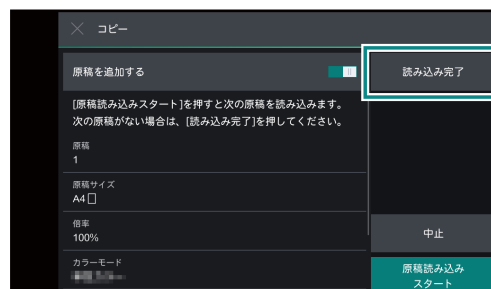 コピー
原稿を追加する
読み込み完了
[原稿読み込みスタート]を押すと次の原稿を読み込みます。
次の原稿がない場合は、[読み込み完了]を押してください。
原稿
1
原稿サイズ
A4
倍率
100%
カラーモード
中止
原稿読み込み
スタート